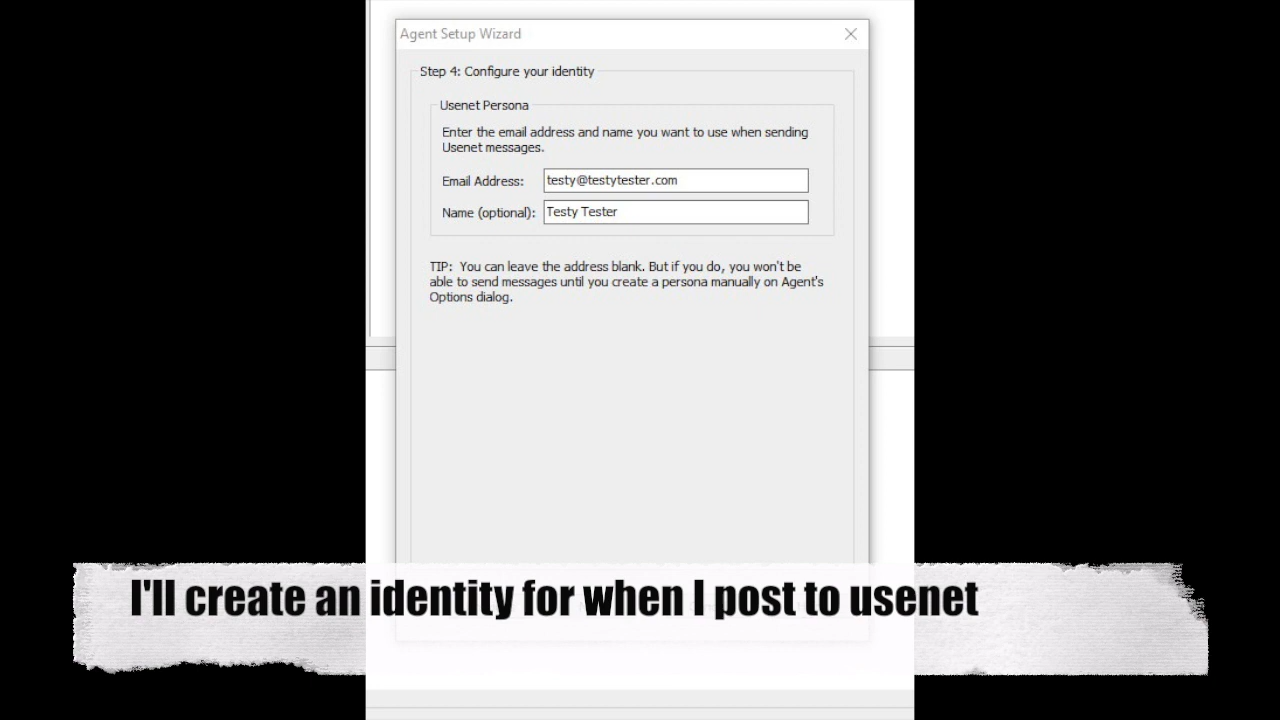 Agent Setup Wizard
Step 4: Configure your identity
Usenet Persona
Enter the email address and name you want to use when sending
Usenet messages.
Email Address: testy@testytester.com
Name (optional): Testy Tester
TIP: You can leave the address blank. But if you do, you won't be
able to send messages until you create a persona manually on Agent's
Options dialog.
I'll create an identity for when I post to usenet